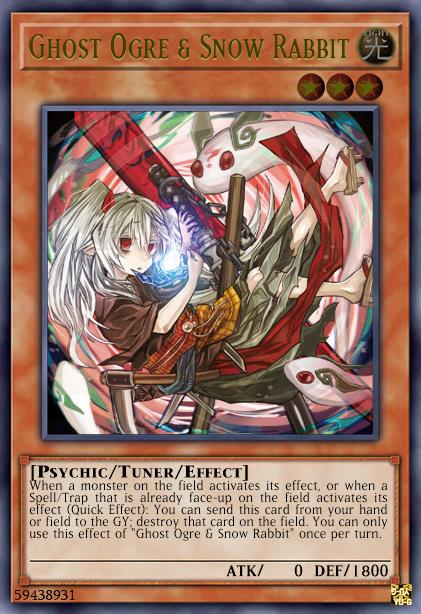 Ghost Ogre & Snow Rabbit
LIGHT
光
[Psychic/Tuner/Effect]
When a monster on the field activates its effect, or when a
Spell/Trap that is already face-up on the field activates its
effect (Quick Effect): You can send this card from your hand
or field to the GY; destroy that card on the field. You can only
use this effect of "Ghost Ogre & Snow Rabbit" once per turn.
ATK/ 0 DEF/1800
59438931